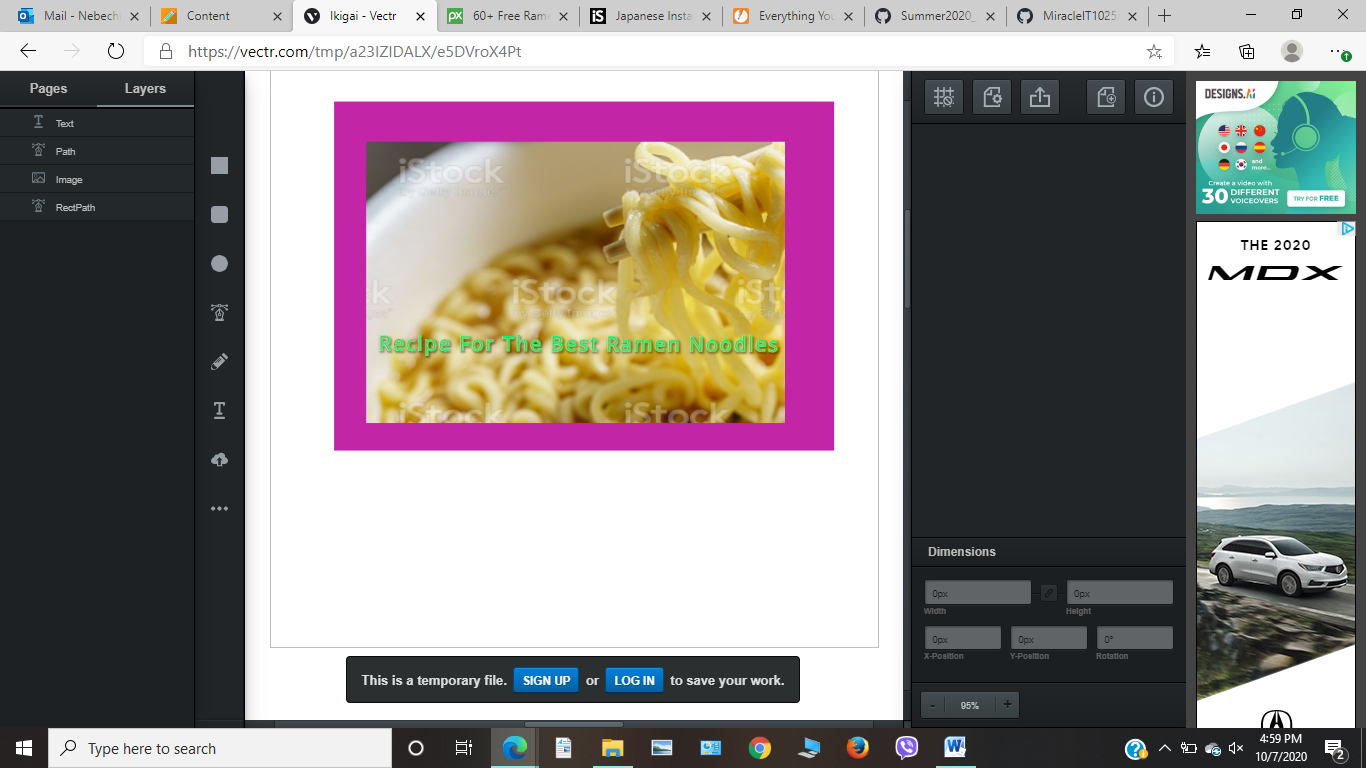 Mail - Nebechi
Content
Ikigai - Vectr
60+ Free Ram
Japanese Insta
Everything You
Summer2020_
MiracleIT1025
https://vectr.com/tmp/a23IZIDALX/e5DVroX4Pt
Pages
Layers
Text
Path
Image
RectPath
iStock
iStock
iStock
iStock
Recipe For The Best Ramen Noodles
iStock
iStock
This is a temporary file. SIGN UP or LOG IN to save your work.
Dimensions
0px
0px
Width
Height
0px
0px
0°
X-Position
Y-Position
Rotation
- 95% +
DESIGNS.AI
and
more...
Create a video with
30 DIFFERENT
VOICEOVERS
TRY FOR FREE
THE 2020
MDX
Type here to search
4:59 PM
10/7/2020
2